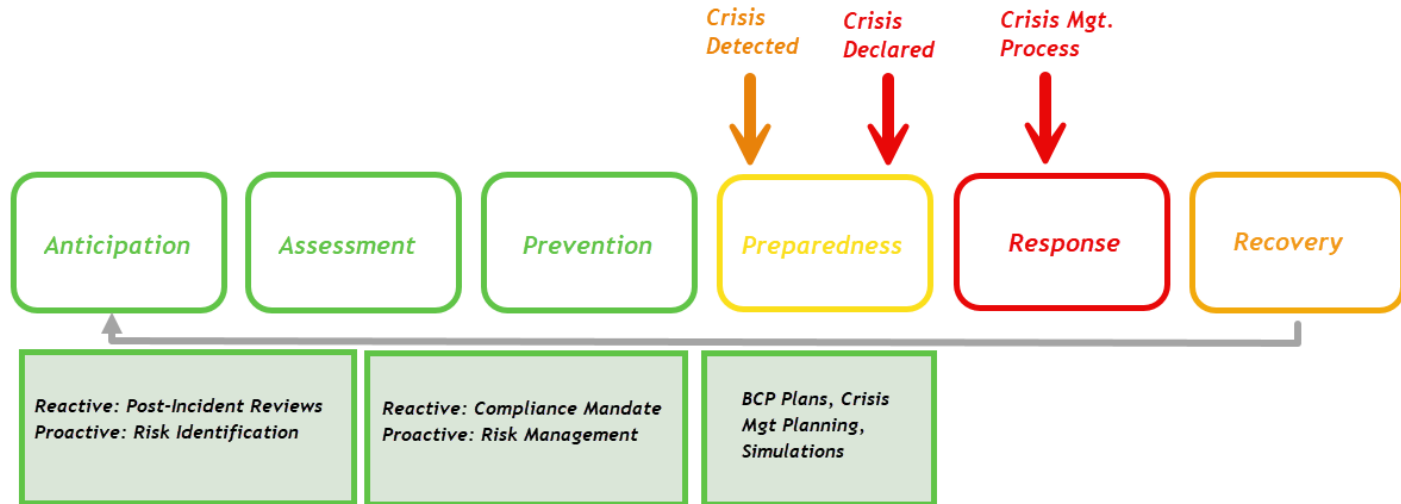 Crisis
Detected
Crisis
Declared
Crisis Mgt.
Process
Anticipation
Assessment
Prevention
Preparedness
Response
Recovery
Reactive: Post-Incident Reviews
Proactive: Risk Identification
Reactive: Compliance Mandate
Proactive: Risk Management
BCP Plans, Crisis
Mgt Planning,
Simulations